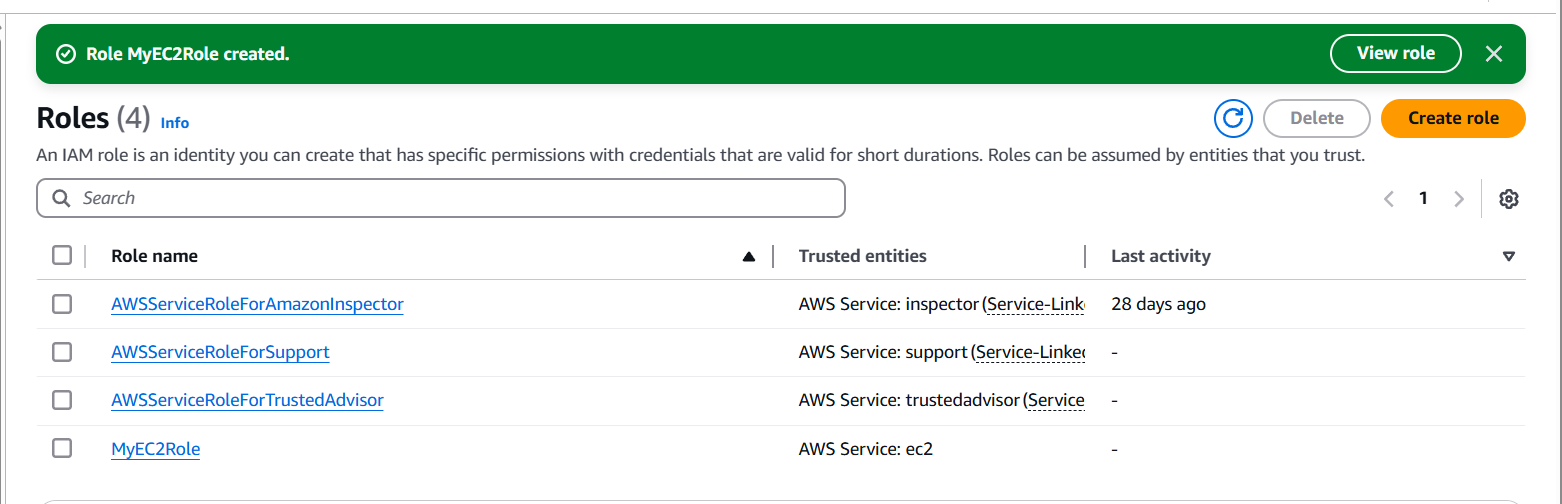 Role MyEC2Role created. View role
Roles (4) Info Delete Create role
An IAM role is an identity you can create that has specific permissions with credentials that are valid for short durations. Roles can be assumed by entities that you trust.
Search 1
Role name Trusted entities Last activity
AWSServiceRoleForAmazonInspector AWS Service: inspector (Service-Link 28 days ago
AWSServiceRoleForSupport AWS Service: support (Service-Linked -
AWSServiceRoleForTrustedAdvisor AWS Service: trustedadvisor (Service -
MyEC2Role AWS Service: ec2 -